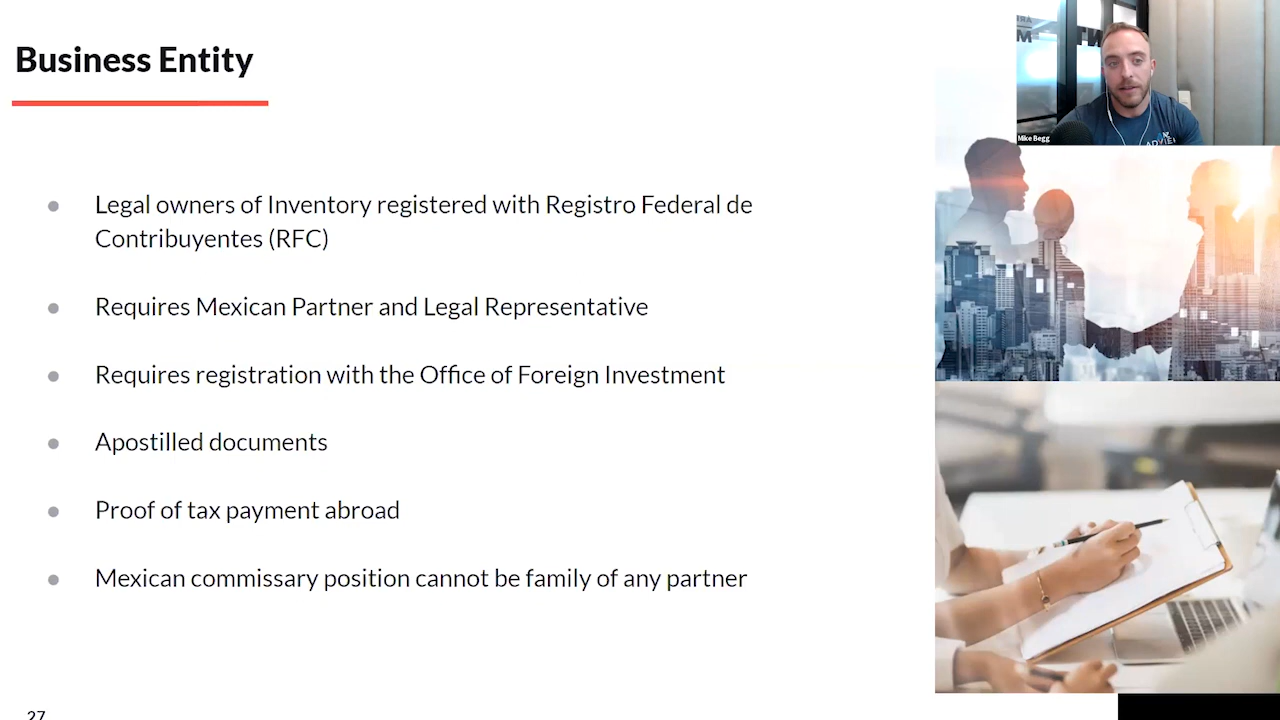 Business Entity
Legal owners of Inventory registered with Registro Federal de
Contribuyentes (RFC)
Requires Mexican Partner and Legal Representative
Requires registration with the Office of Foreign Investment
Apostilled documents
Proof of tax payment abroad
Mexican commissary position cannot be family of any partner
27
Mike Begg